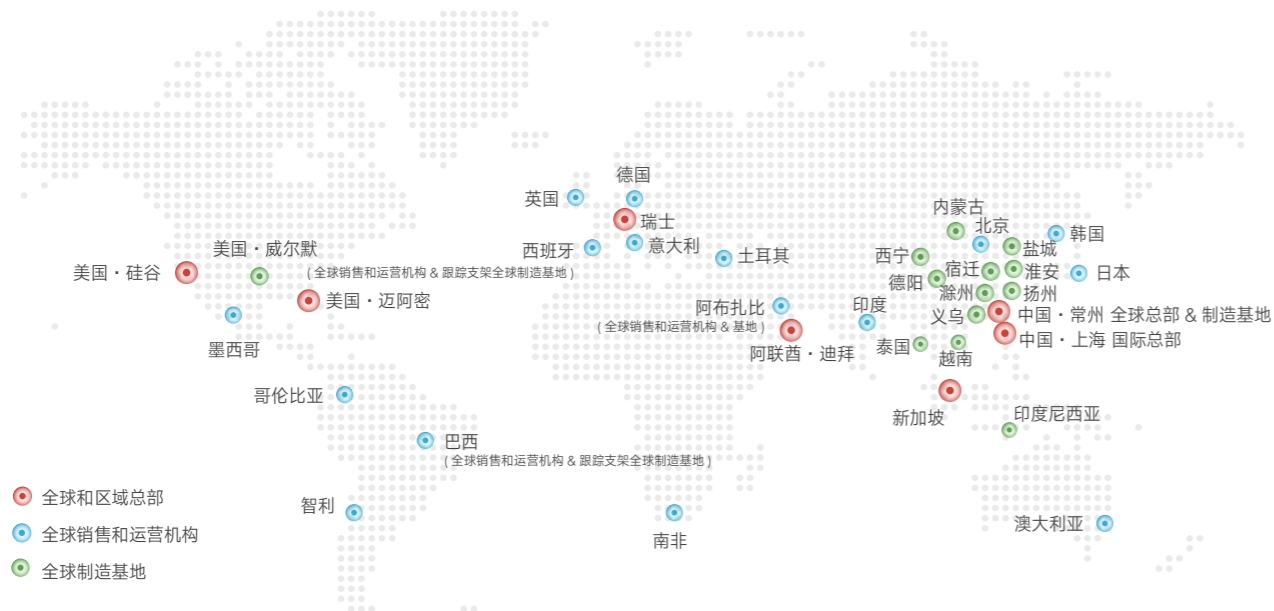 德国
英国
瑞士
西班牙
意大利
土耳其
美国·威尔默
(全球销售和运营机构 & 跟踪支架全球制造基地)
美国·硅谷
美国·迈阿密
墨西哥
内蒙古
北京
韩国
盐城
西宁
宿迁
淮安
日本
德阳
滁州
扬州
阿布扎比
(全球销售和运营机构 & 基地)
印度
义乌
中国·常州 全球总部 & 制造基地
阿联酋·迪拜
泰国
越南
中国·上海 国际总部
哥伦比亚
新加坡
印度尼西亚
巴西
(全球销售和运营机构 & 跟踪支架全球制造基地)
智利
南非
澳大利亚
全球和区域总部
全球销售和运营机构
全球制造基地